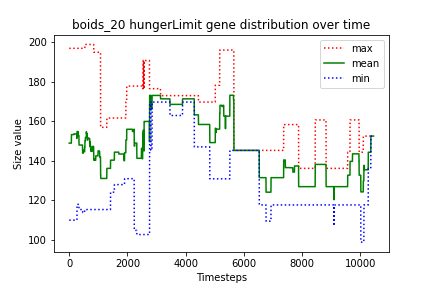 boids_20 hungerLimit gene distribution over time
max
mean
min
Size value
200
180
160
140
120
100
0
2000
4000
6000
8000
10000
Timesteps